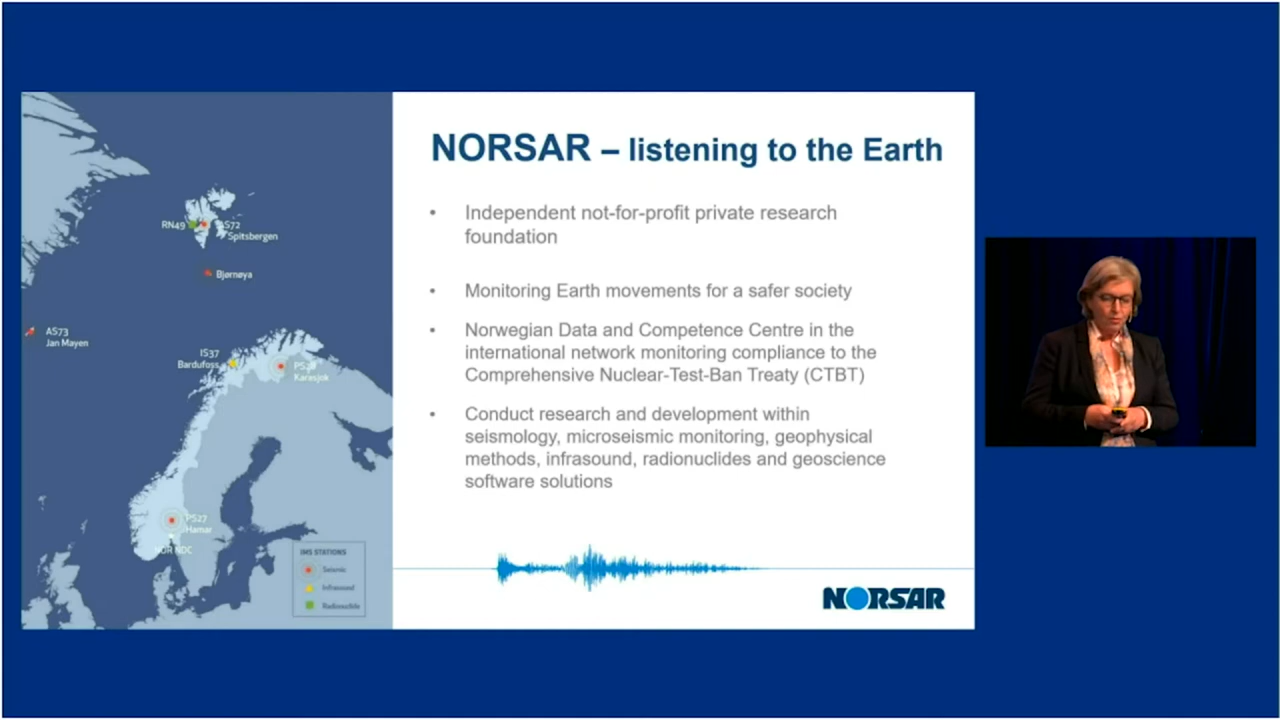 NORSAR – listening to the Earth
• Independent not-for-profit private research
foundation
• Monitoring Earth movements for a safer society
• Norwegian Data and Competence Centre in the
international network monitoring compliance to the
Comprehensive Nuclear-Test-Ban Treaty (CTBT)
• Conduct research and development within
seismology, microseismic monitoring, geophysical
methods, infrasound, radionuclides and geoscience
software solutions
NORSAR
RN49
AS72
Spitsbergen
Bjørnøya
AS73
Jan Mayen
IS37
Bardufoss
PS28
Karasjok
PS27
Hamar
NOR NDC
IMS STATIONS
Seismic
Infrasound
Radionuclide